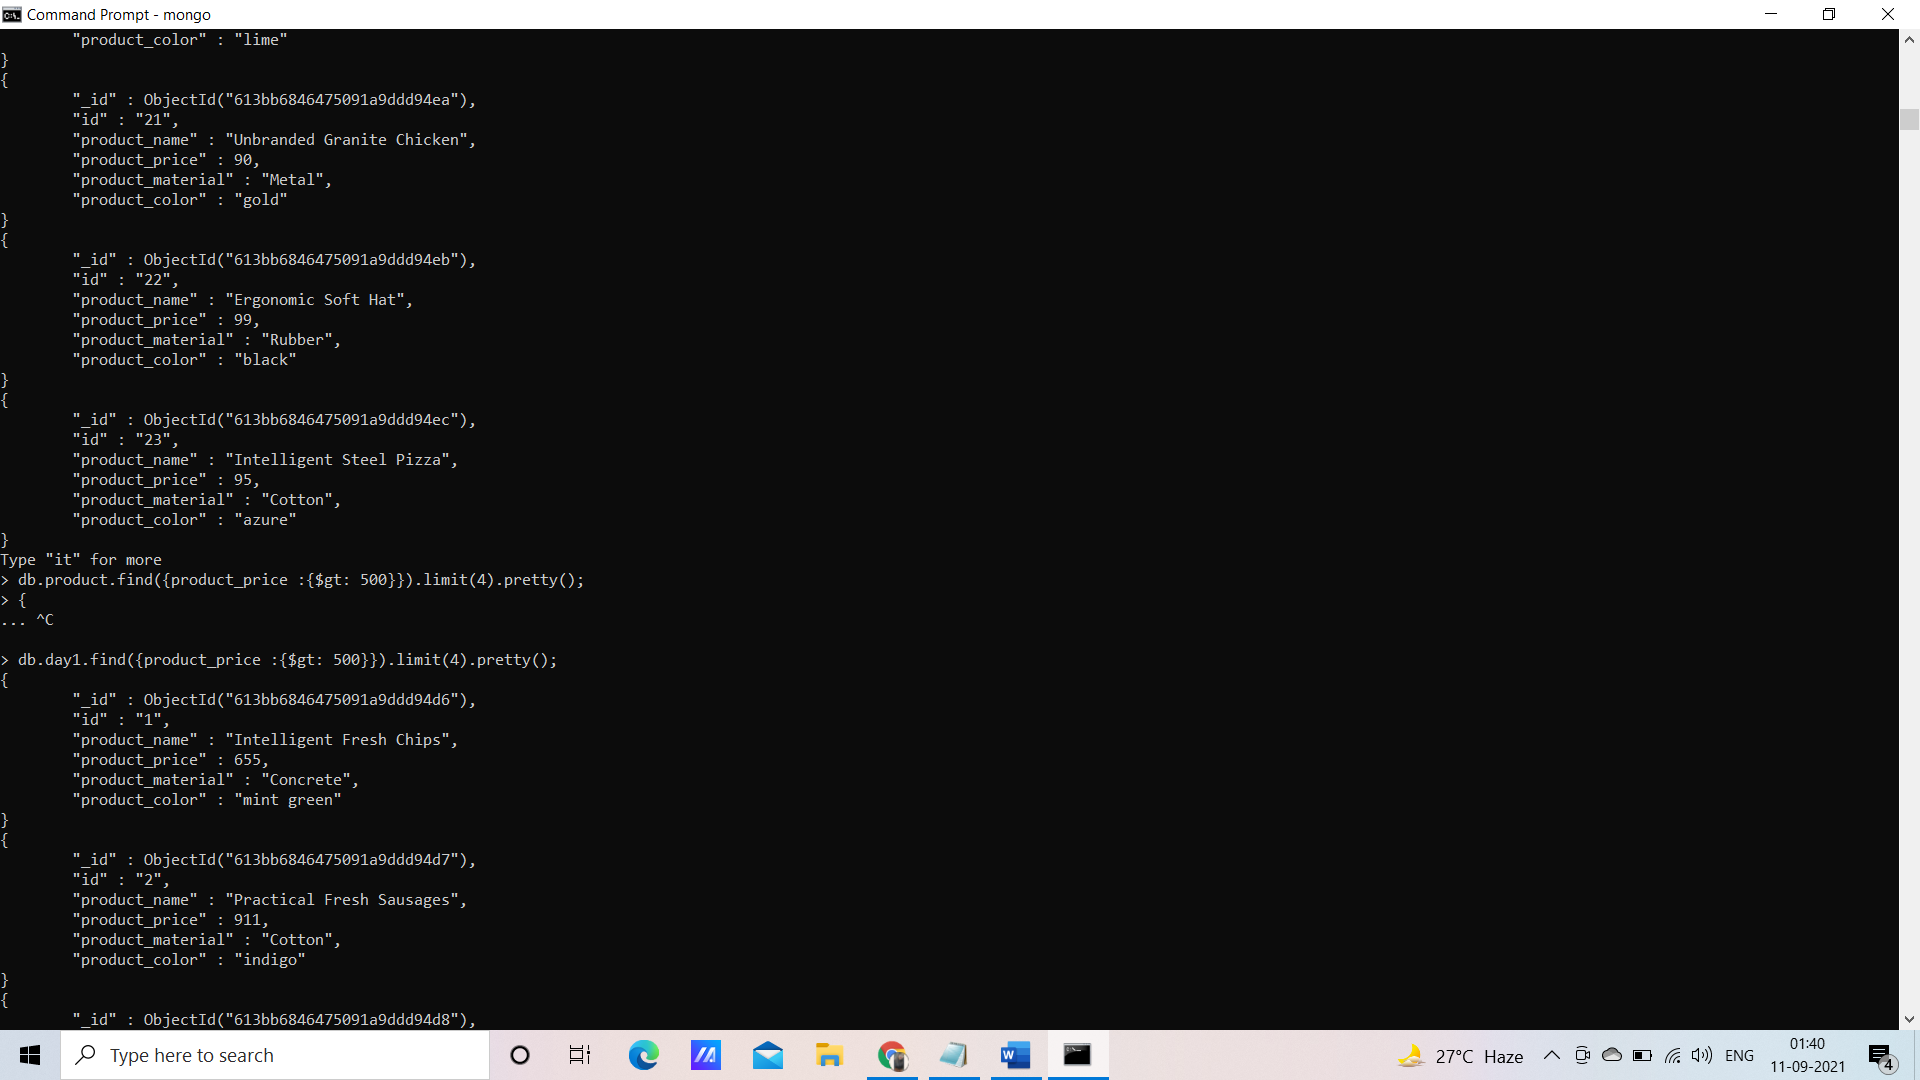 Command Prompt - mongo
"product_color" : "lime"
}
{
"_id" : ObjectId("613bb6846475091a9ddd94ea"),
"id" : "21",
"product_name" : "Unbranded Granite Chicken",
"product_price" : 90,
"product_material" : "Metal",
"product_color" : "gold"
}
{
"_id" : ObjectId("613bb6846475091a9ddd94eb"),
"id" : "22",
"product_name" : "Ergonomic Soft Hat",
"product_price" : 99,
"product_material" : "Rubber",
"product_color" : "black"
}
{
"_id" : ObjectId("613bb6846475091a9ddd94ec"),
"id" : "23",
"product_name" : "Intelligent Steel Pizza",
"product_price" : 95,
"product_material" : "Cotton",
"product_color" : "azure"
}
Type "it" for more
> db.product.find({product_price :{$gt: 500}}).limit(4).pretty();
> {
... ^C
> db.day1.find({product_price :{$gt: 500}}).limit(4).pretty();
{
"_id" : ObjectId("613bb6846475091a9ddd94d6"),
"id" : "1",
"product_name" : "Intelligent Fresh Chips",
"product_price" : 655,
"product_material" : "Concrete",
"product_color" : "mint green"
}
{
"_id" : ObjectId("613bb6846475091a9ddd94d7"),
"id" : "2",
"product_name" : "Practical Fresh Sausages",
"product_price" : 911,
"product_material" : "Cotton",
"product_color" : "indigo"
}
{
"_id" : ObjectId("613bb6846475091a9ddd94d8"),
Type here to search
27°C Haze
ENG
01:40
11-09-2021
4